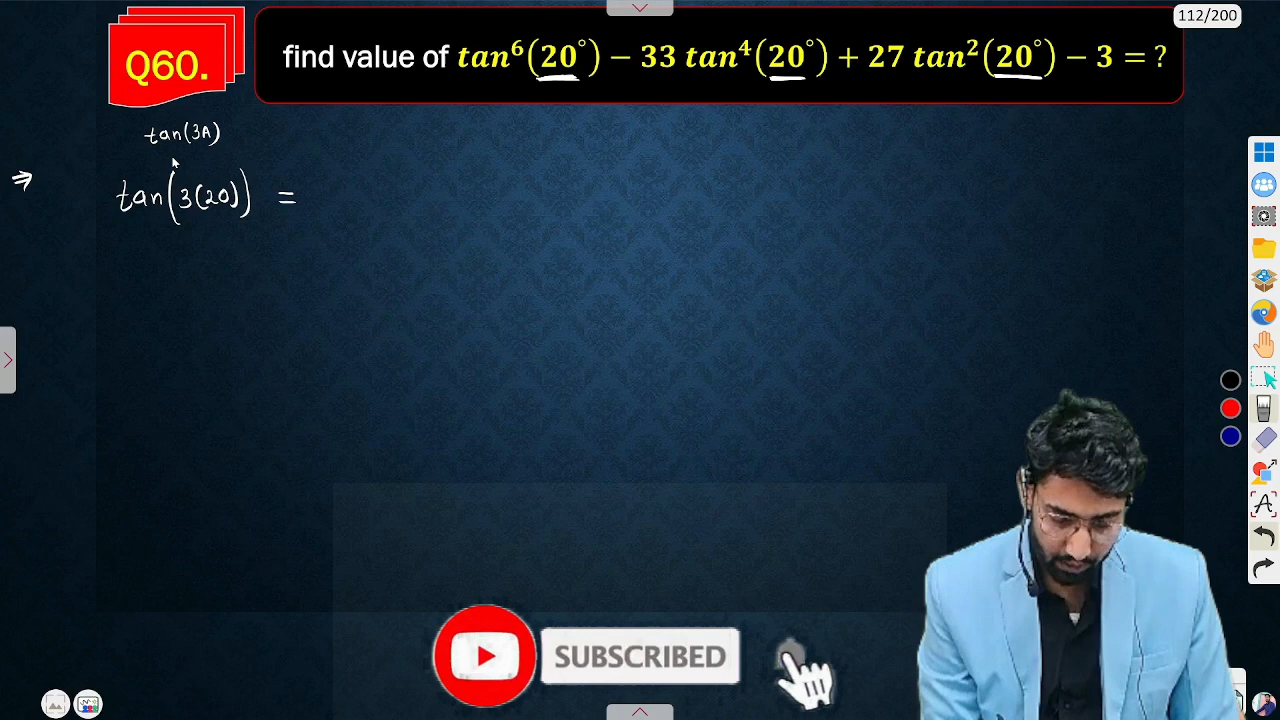 112/200
Q60.
find value of tan⁶(20°) − 33 tan⁴(20°) + 27 tan²(20°) − 3 = ?
tan(3A)
⇒ tan(3(20)) =
SUBSCRIBED